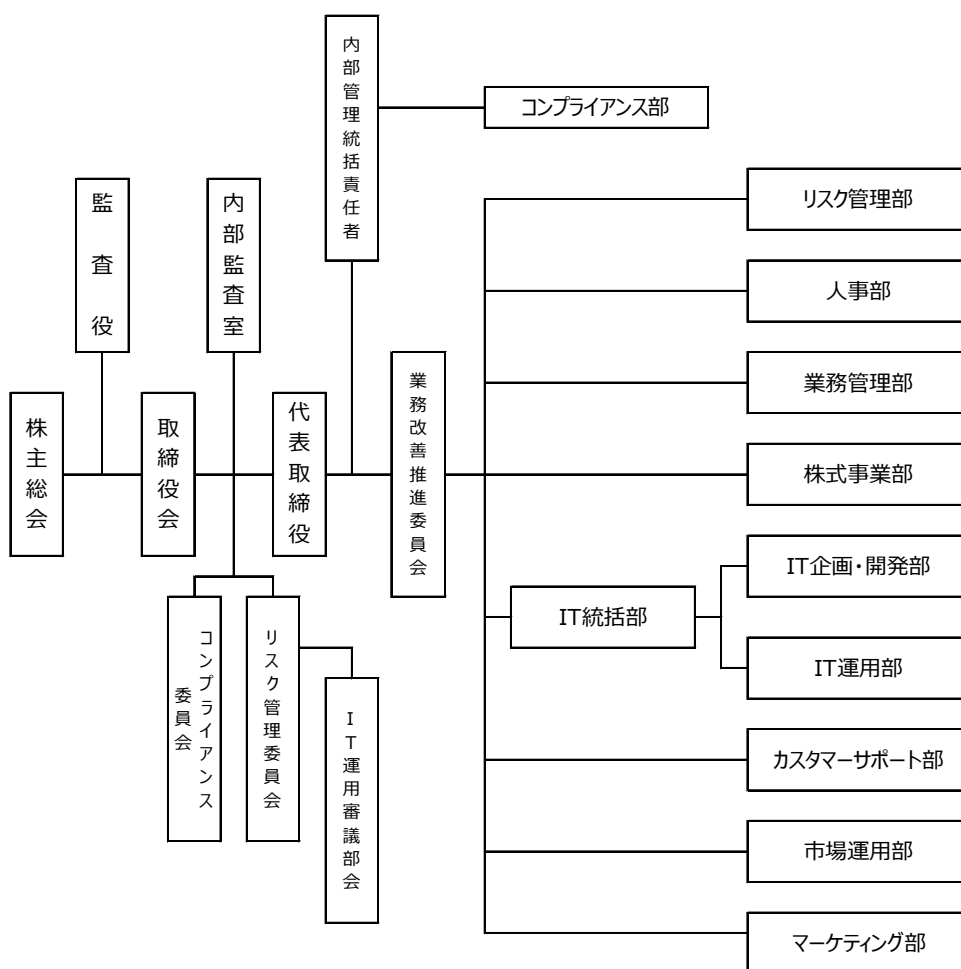 内部管理統括責任者
コンプライアンス部
監査役
内部監査室
リスク管理部
人事部
業務管理部
株主総会
取締役会
代表取締役
業務改善推進委員会
株式事業部
IT企画・開発部
IT統括部
IT運用部
コンプライアンス
委員会
リスク管理委員会
IT運用審議部会
カスタマーサポート部
市場運用部
マーケティング部